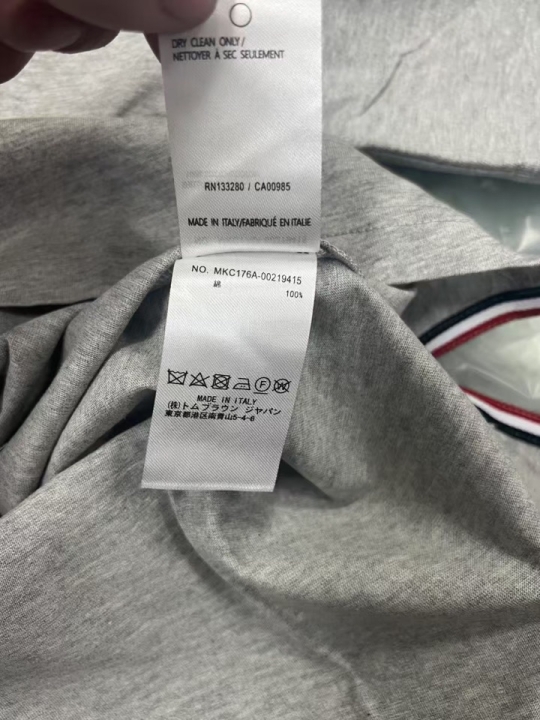 DRY CLEAN ONLY/
NETTOYER À SEC SEULEMENT
RN133280 / CA00985
MADE IN ITALY/FABRIQUÉ EN ITALIE
NO. MKC176A-00219415
100%
MADE IN ITALY
(株)トムブラウン ジャパン
東京都港区南青山5-4-6